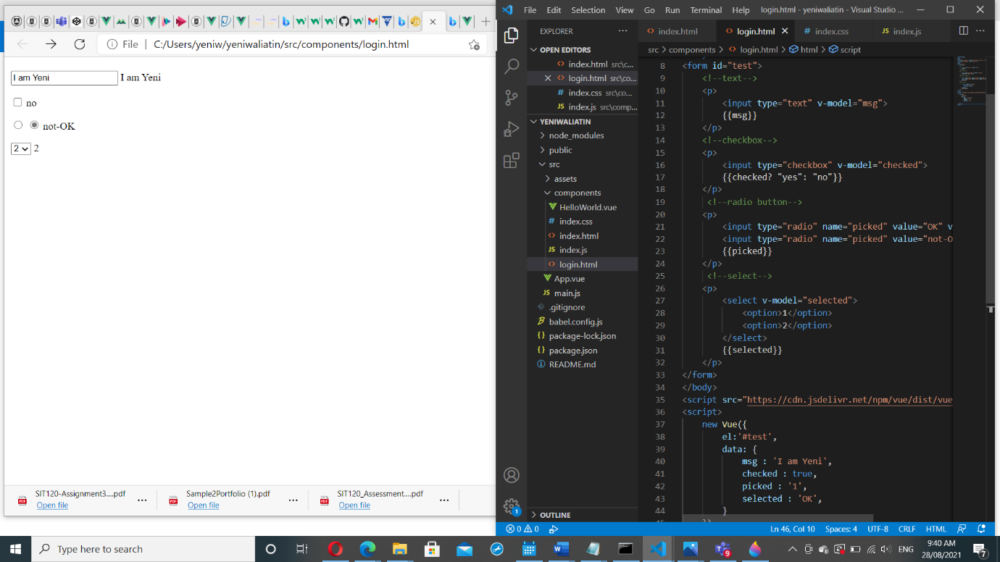 File C:/Users/yeniw/yeniwaliatin/src/components/login.html
I am Yeni I am Yeni
no
not-OK
2 2
SIT120-Assignment3....pdf
Open file
Sample2Portfolio (1).pdf
Open file
SIT120_Assessment....pdf
Open file
File Edit Selection View Go Run Terminal Help login.html - yeniwaliatin - Visual Studio ...
EXPLORER
OPEN EDITORS
index.html src\c...
login.html src\co...
index.css src\co...
index.js src\comp...
YENIWALIATIN
node_modules
public
src
assets
components
HelloWorld.vue
index.css
index.html
index.js
login.html
App.vue
main.js
.gitignore
babel.config.js
package-lock.json
package.json
README.md
OUTLINE
index.html login.html index.css index.js
src > components > login.html > html > script
8 <form id="test">
9 <!--text-->
10 <p>
11 <input type="text" v-model="msg">
12 {{msg}}
13 </p>
14 <!--checkbox-->
15 <p>
16 <input type="checkbox" v-model="checked">
17 {{checked? "yes": "no"}}
18 </p>
19 <!--radio button-->
20 <p>
21 <input type="radio" name="picked" value="OK" v
22 <input type="radio" name="picked" value="not-O
23 {{picked}}
24 </p>
25 <!--select-->
26 <p>
27 <select v-model="selected">
28 <option>1</option>
29 <option>2</option>
30 </select>
31 {{selected}}
32 </p>
33 </form>
34 </body>
35 <script src="https://cdn.jsdelivr.net/npm/vue/dist/vue
36 <script>
37 new Vue({
38 el:'#test',
39 data: {
40 msg : 'I am Yeni',
41 checked : true,
42 picked : '1',
43 selected : 'OK',
44 }
0 0 Ln 46, Col 10 Spaces: 4 UTF-8 CRLF HTML
Type here to search
9:40 AM
28/08/2021